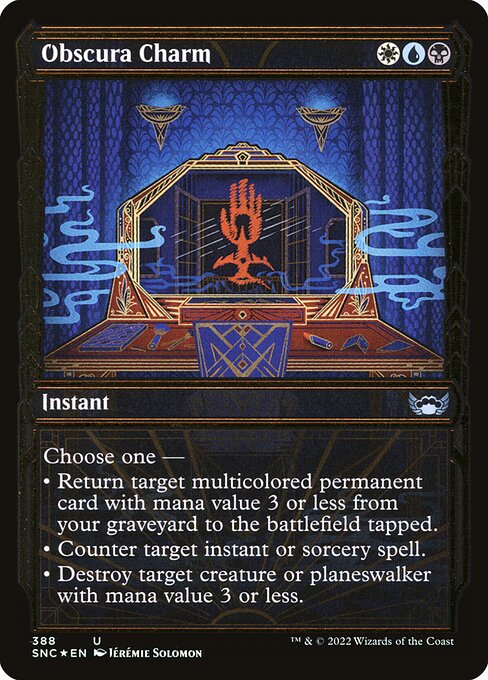 Obscura Charm
Instant
Choose one —
• Return target multicolored permanent
card with mana value 3 or less from
your graveyard to the battlefield tapped.
• Counter target instant or sorcery spell.
• Destroy target creature or planeswalker
with mana value 3 or less.
388 U
SNC★EN JÉRÉMIE SOLOMON
™ & © 2022 Wizards of the Coast